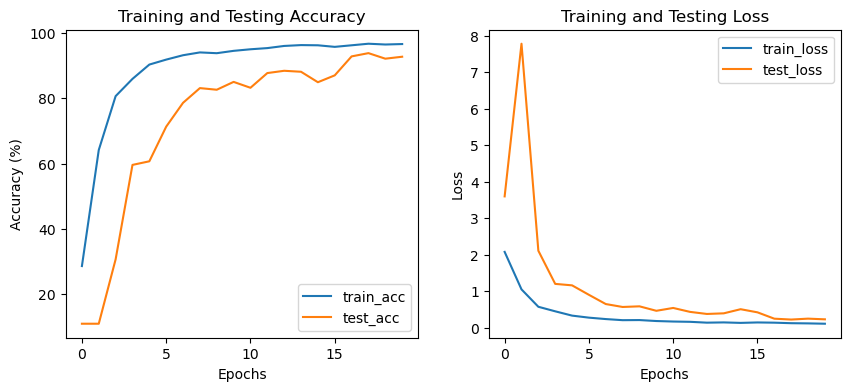 Training and Testing Accuracy
Accuracy (%)
100
80
60
40
20
0
5
10
15
Epochs
train_acc
test_acc
Training and Testing Loss
Loss
8
7
6
5
4
3
2
1
0
0
5
10
15
Epochs
train_loss
test_loss